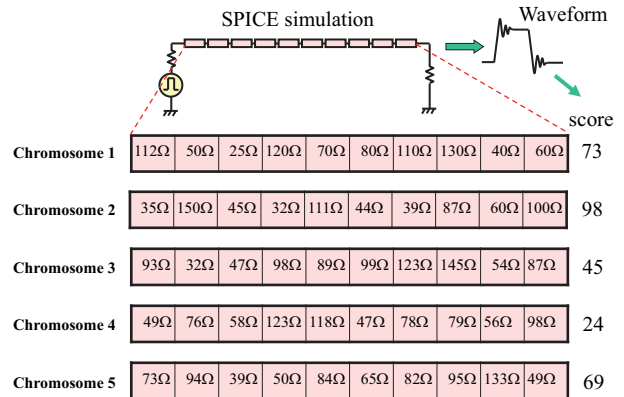 SPICE simulation
Waveform
score
Chromosome 1 112Ω 50Ω 25Ω 120Ω 70Ω 80Ω 110Ω 130Ω 40Ω 60Ω 73
Chromosome 2 35Ω 150Ω 45Ω 32Ω 111Ω 44Ω 39Ω 87Ω 60Ω 100Ω 98
Chromosome 3 93Ω 32Ω 47Ω 98Ω 89Ω 99Ω 123Ω 145Ω 54Ω 87Ω 45
Chromosome 4 49Ω 76Ω 58Ω 123Ω 118Ω 47Ω 78Ω 79Ω 56Ω 98Ω 24
Chromosome 5 73Ω 94Ω 39Ω 50Ω 84Ω 65Ω 82Ω 95Ω 133Ω 49Ω 69